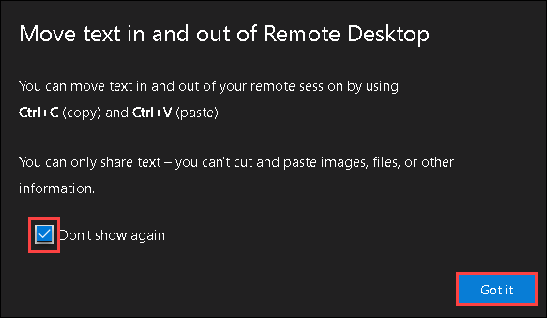 Move text in and out of Remote Desktop
You can move text in and out of your remote session by using
Ctrl+C (copy) and Ctrl+V (paste)
You can only share text – you can't cut and paste images, files, or other
information.
Don't show again
Got it